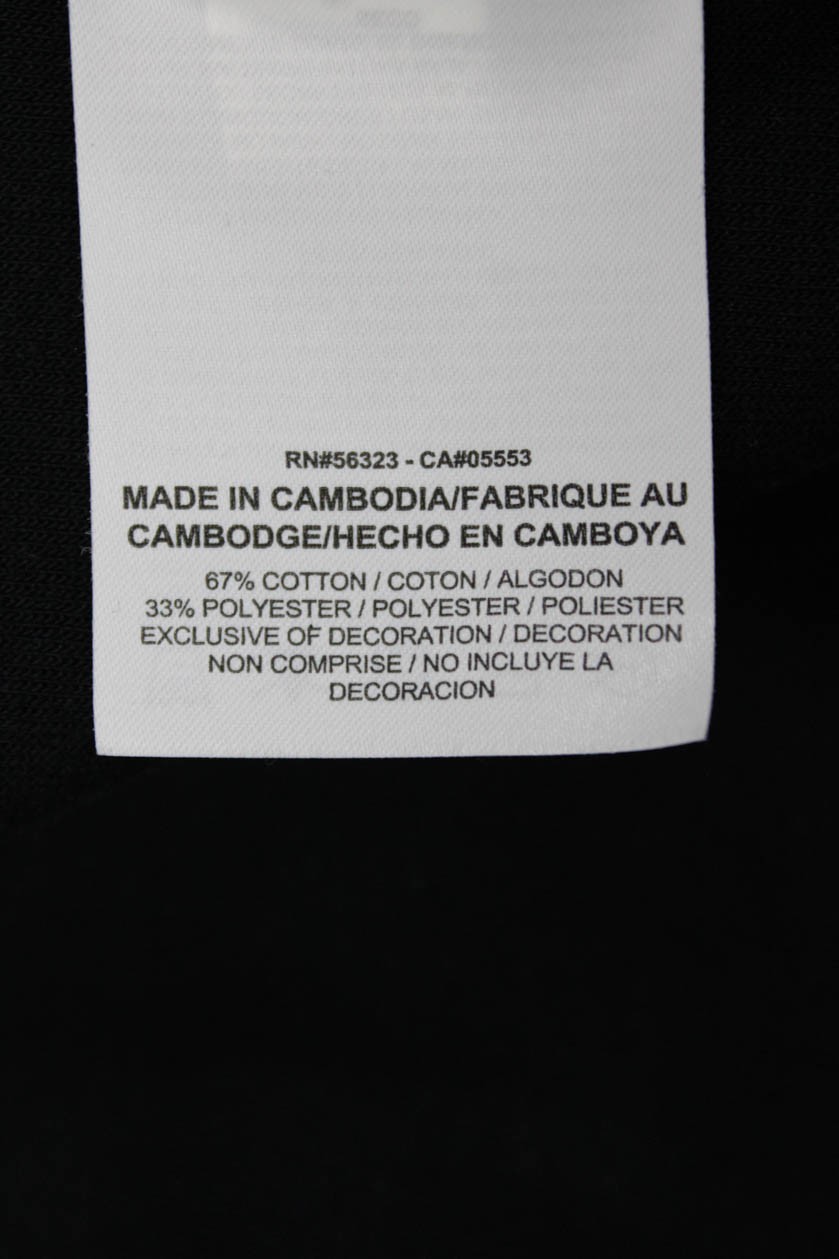 RN#56323 - CA#05553
MADE IN CAMBODIA/FABRIQUE AU
CAMBODGE/HECHO EN CAMBOYA
67% COTTON / COTON / ALGODON
33% POLYESTER / POLYESTER / POLIESTER
EXCLUSIVE OF DECORATION / DECORATION
NON COMPRISE / NO INCLUYE LA
DECORACION